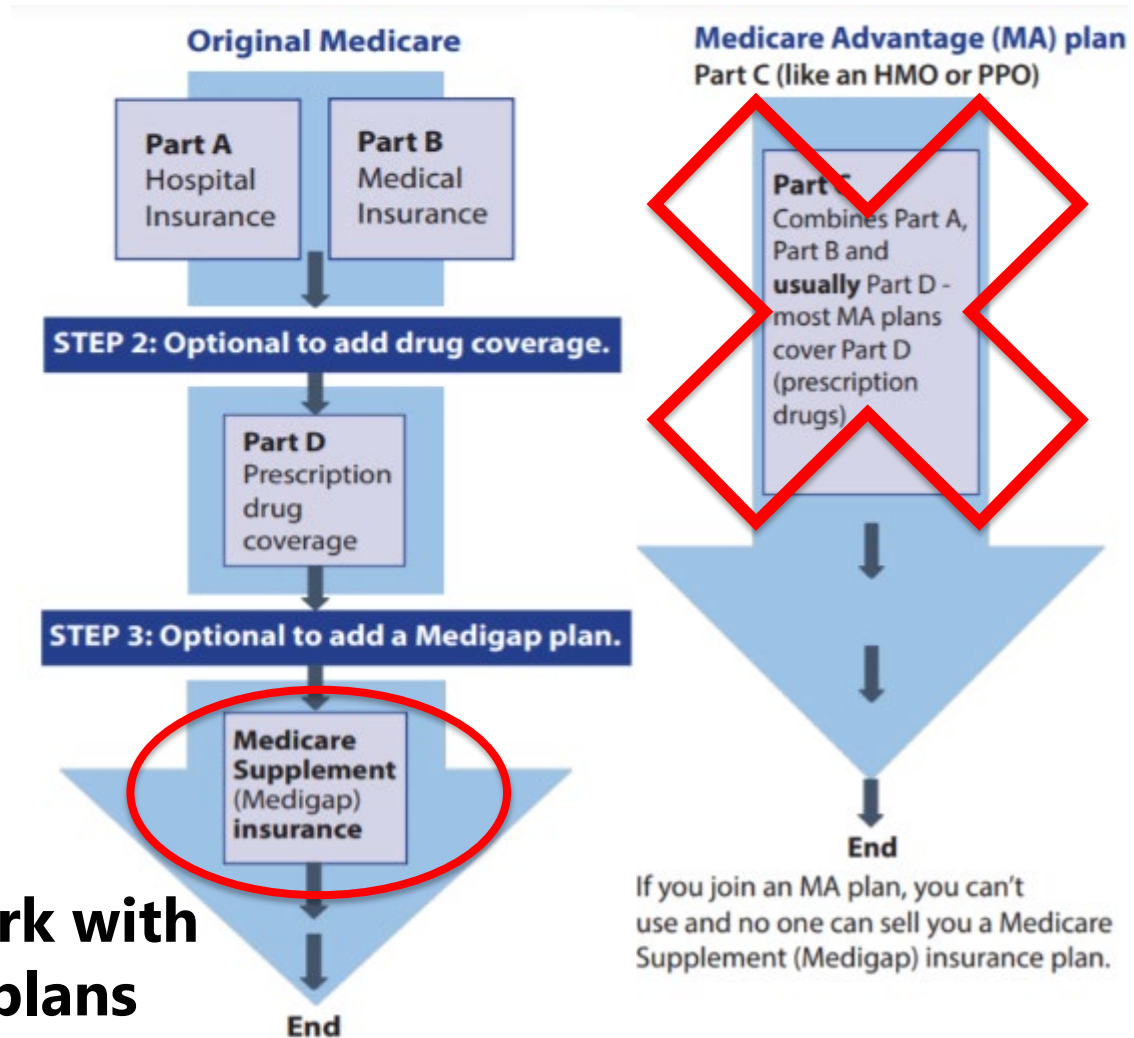 Original Medicare
Part A
Hospital
Insurance
Part B
Medical
Insurance
STEP 2: Optional to add drug coverage.
Part D
Prescription
drug
coverage
STEP 3: Optional to add a Medigap plan.
Medicare
Supplement
(Medigap)
insurance
End
rk with
plans
Medicare Advantage (MA) plan
Part C (like an HMO or PPO)
Part C
Combines Part A,
Part B and
usually Part D -
most MA plans
cover Part D
(prescription
drugs)
End
If you join an MA plan, you can't
use and no one can sell you a Medicare
Supplement (Medigap) insurance plan.